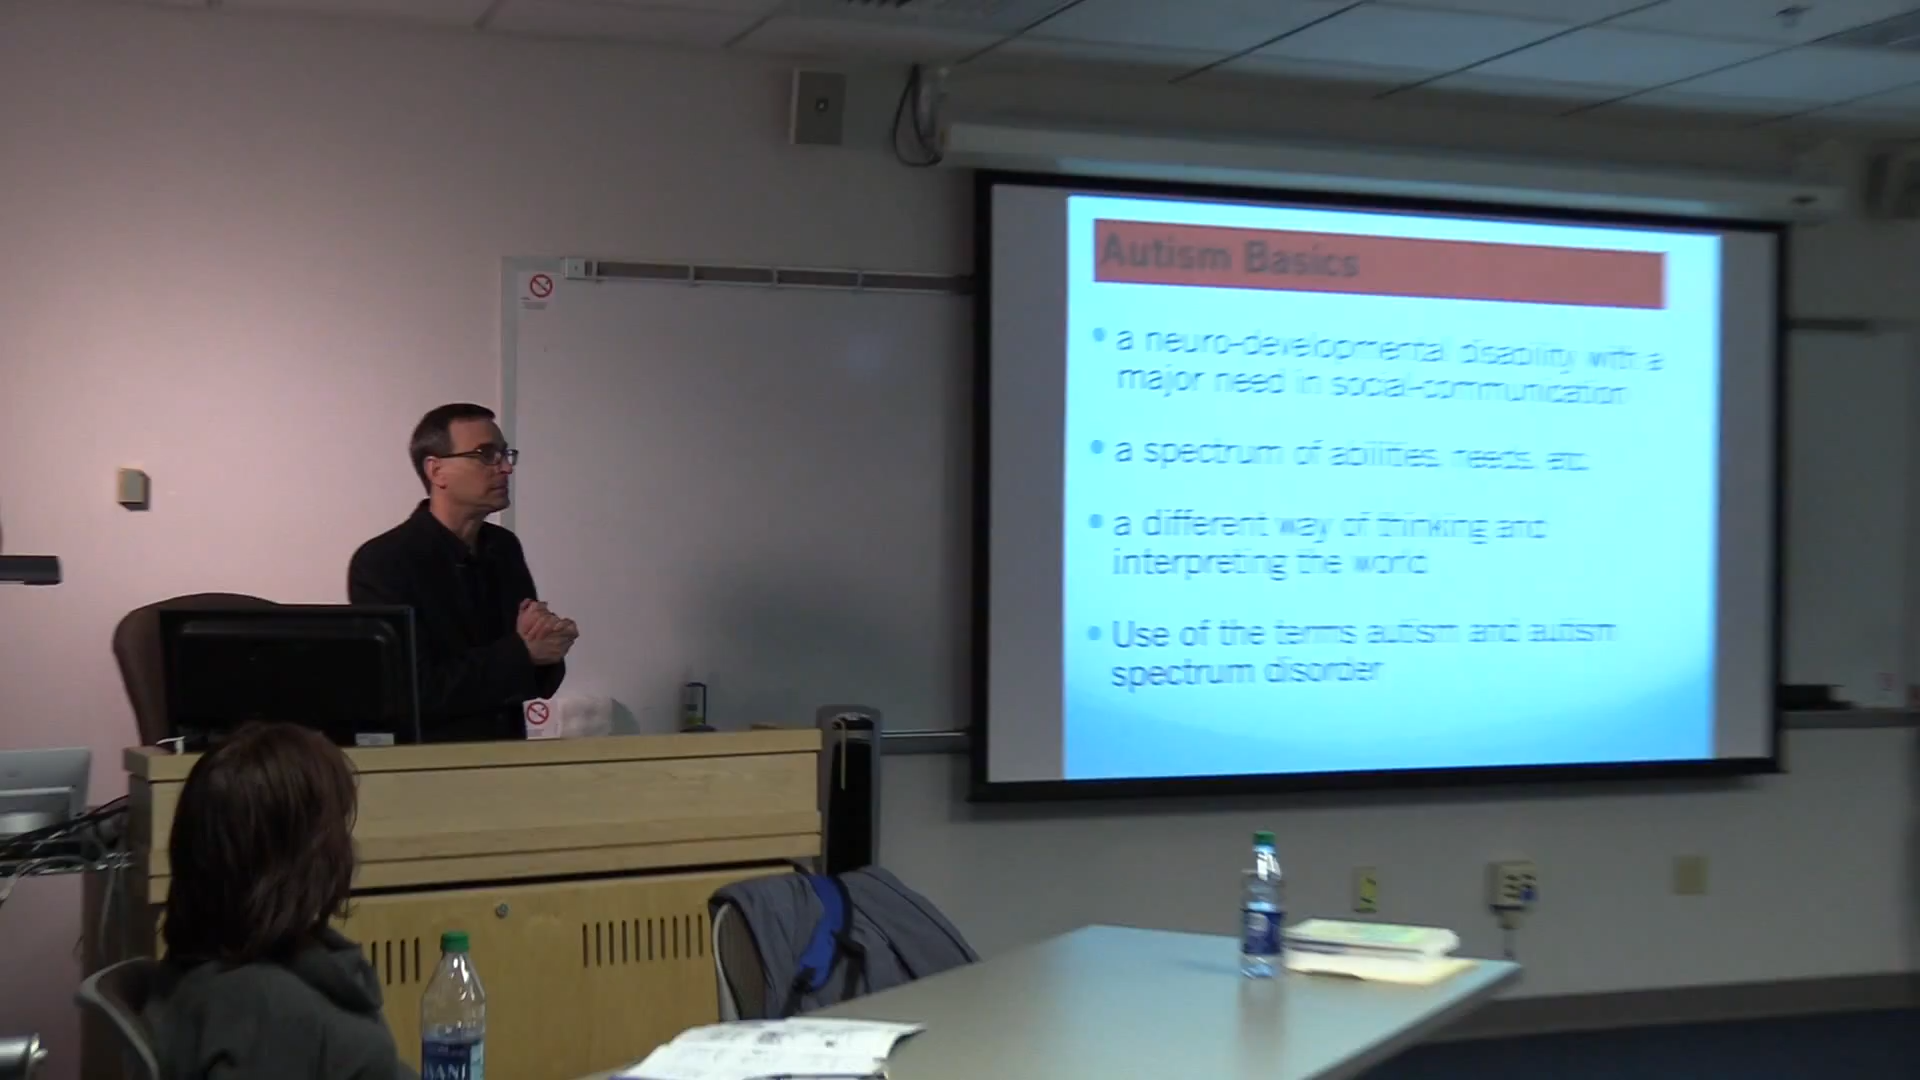 Autism Basics
a neuro-developmental disability with a
major need in social-communication
a spectrum of abilities, needs, etc
a different way of thinking and
interpreting the world
Use of the terms autism and autism
spectrum disorder